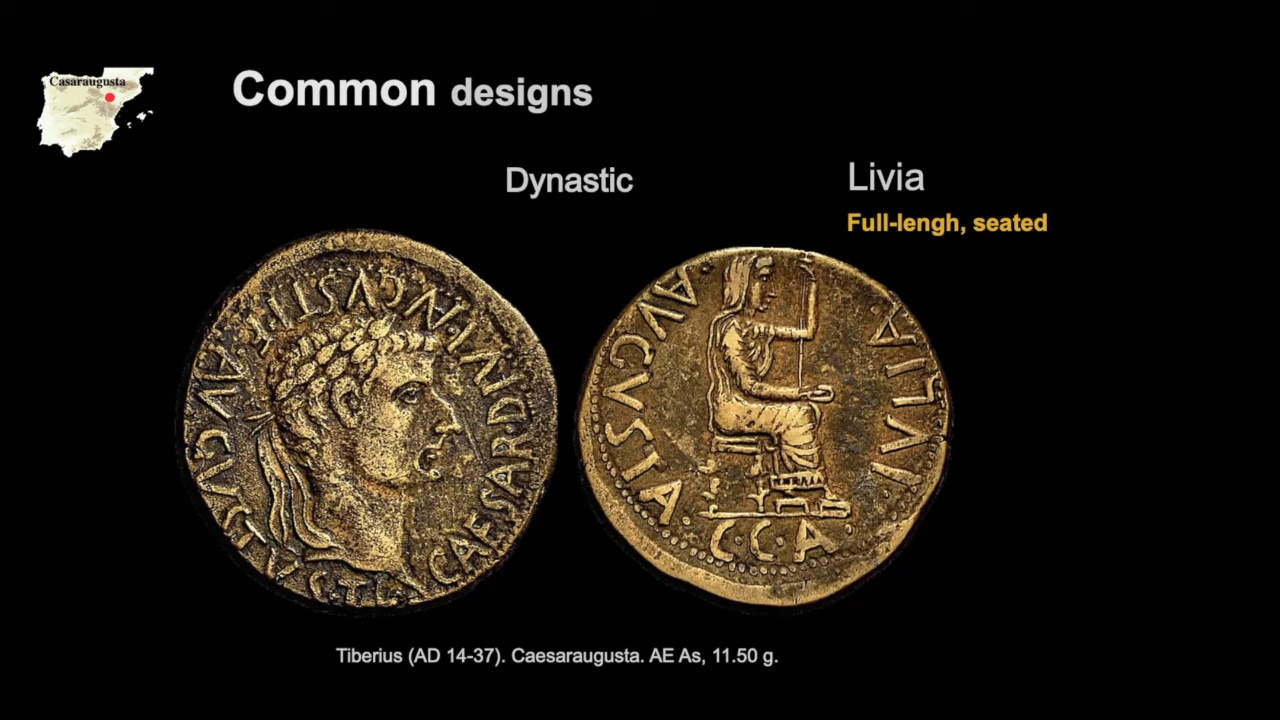 Casaraugusta
Common designs
Dynastic
Livia
Full-lengh, seated
CAESAR·DIVI·AVGVSTI·F·AVGVSTVS·TI·
IVLIA·AVGVSTA·
C·C·A·
Tiberius (AD 14-37). Caesaraugusta. AE As, 11.50 g.